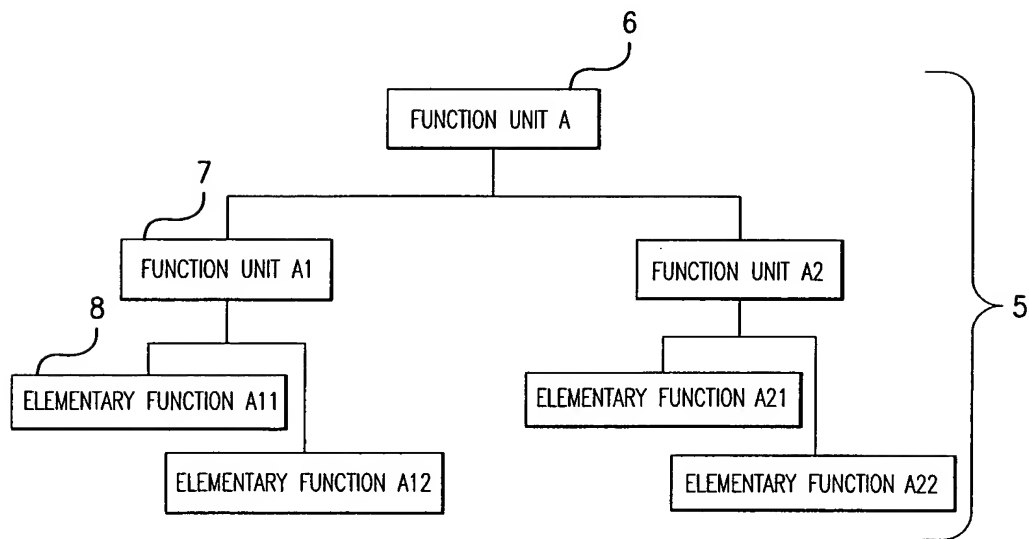 6
FUNCTION UNIT A
7
FUNCTION UNIT A1
FUNCTION UNIT A2
8
5
ELEMENTARY FUNCTION A11
ELEMENTARY FUNCTION A21
ELEMENTARY FUNCTION A12
ELEMENTARY FUNCTION A22